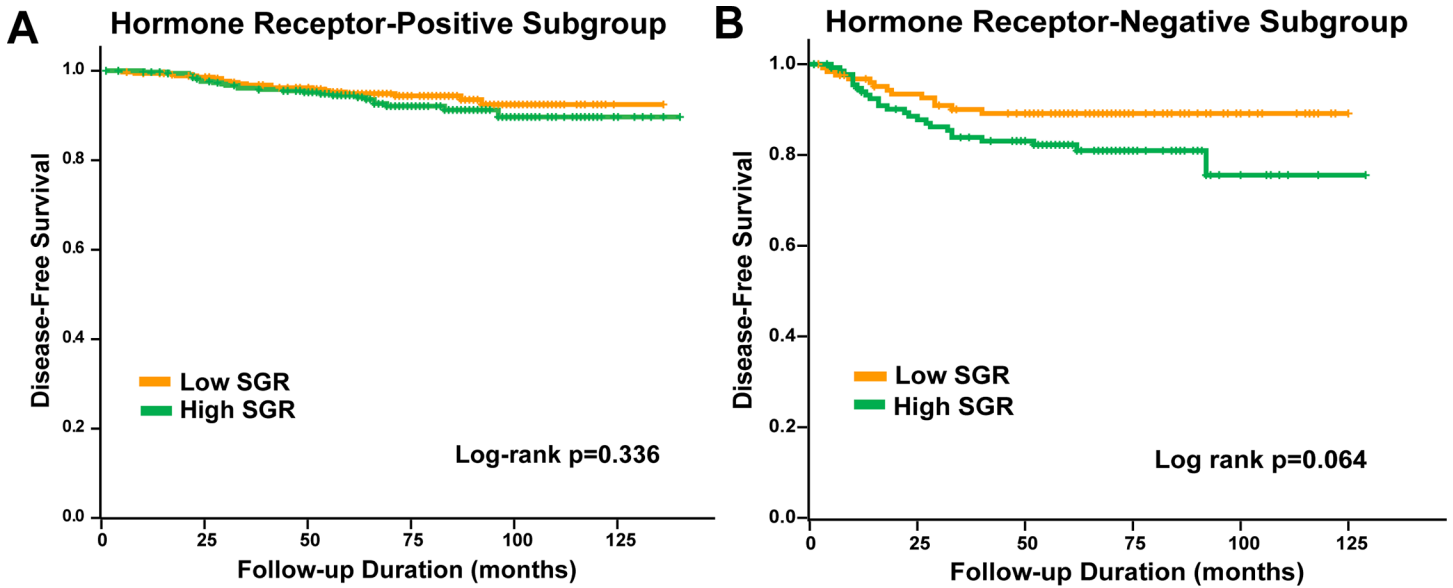 A
Hormone Receptor-Positive Subgroup
Disease-Free Survival
1.0
0.8
0.6
0.4
0.2
0.0
Low SGR
High SGR
Log-rank p=0.336
0 25 50 75 100 125
Follow-up Duration (months)
B
Hormone Receptor-Negative Subgroup
Disease-Free Survival
1.0
0.8
0.6
0.4
0.2
0.0
Low SGR
High SGR
Log rank p=0.064
0 25 50 75 100 125
Follow-up Duration (months)